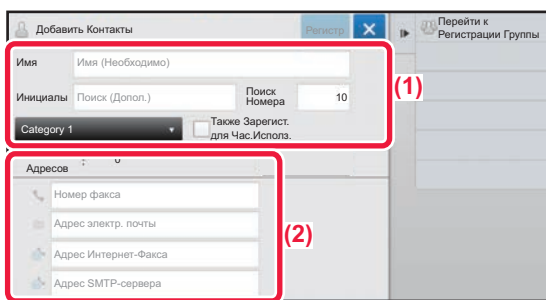 Добавить Контакты
Регистр.
Перейти к
Регистрации Группы
Имя
Имя (Необходимо)
(1)
Инициалы
Поиск (Допол.)
Поиск
Номера
10
Category 1
Также Зарегист.
для Час.Исполз.
Адресов
Номер факса
(2)
Адрес электр. почты
Адрес Интернет-Факса
Адрес SMTP-сервера